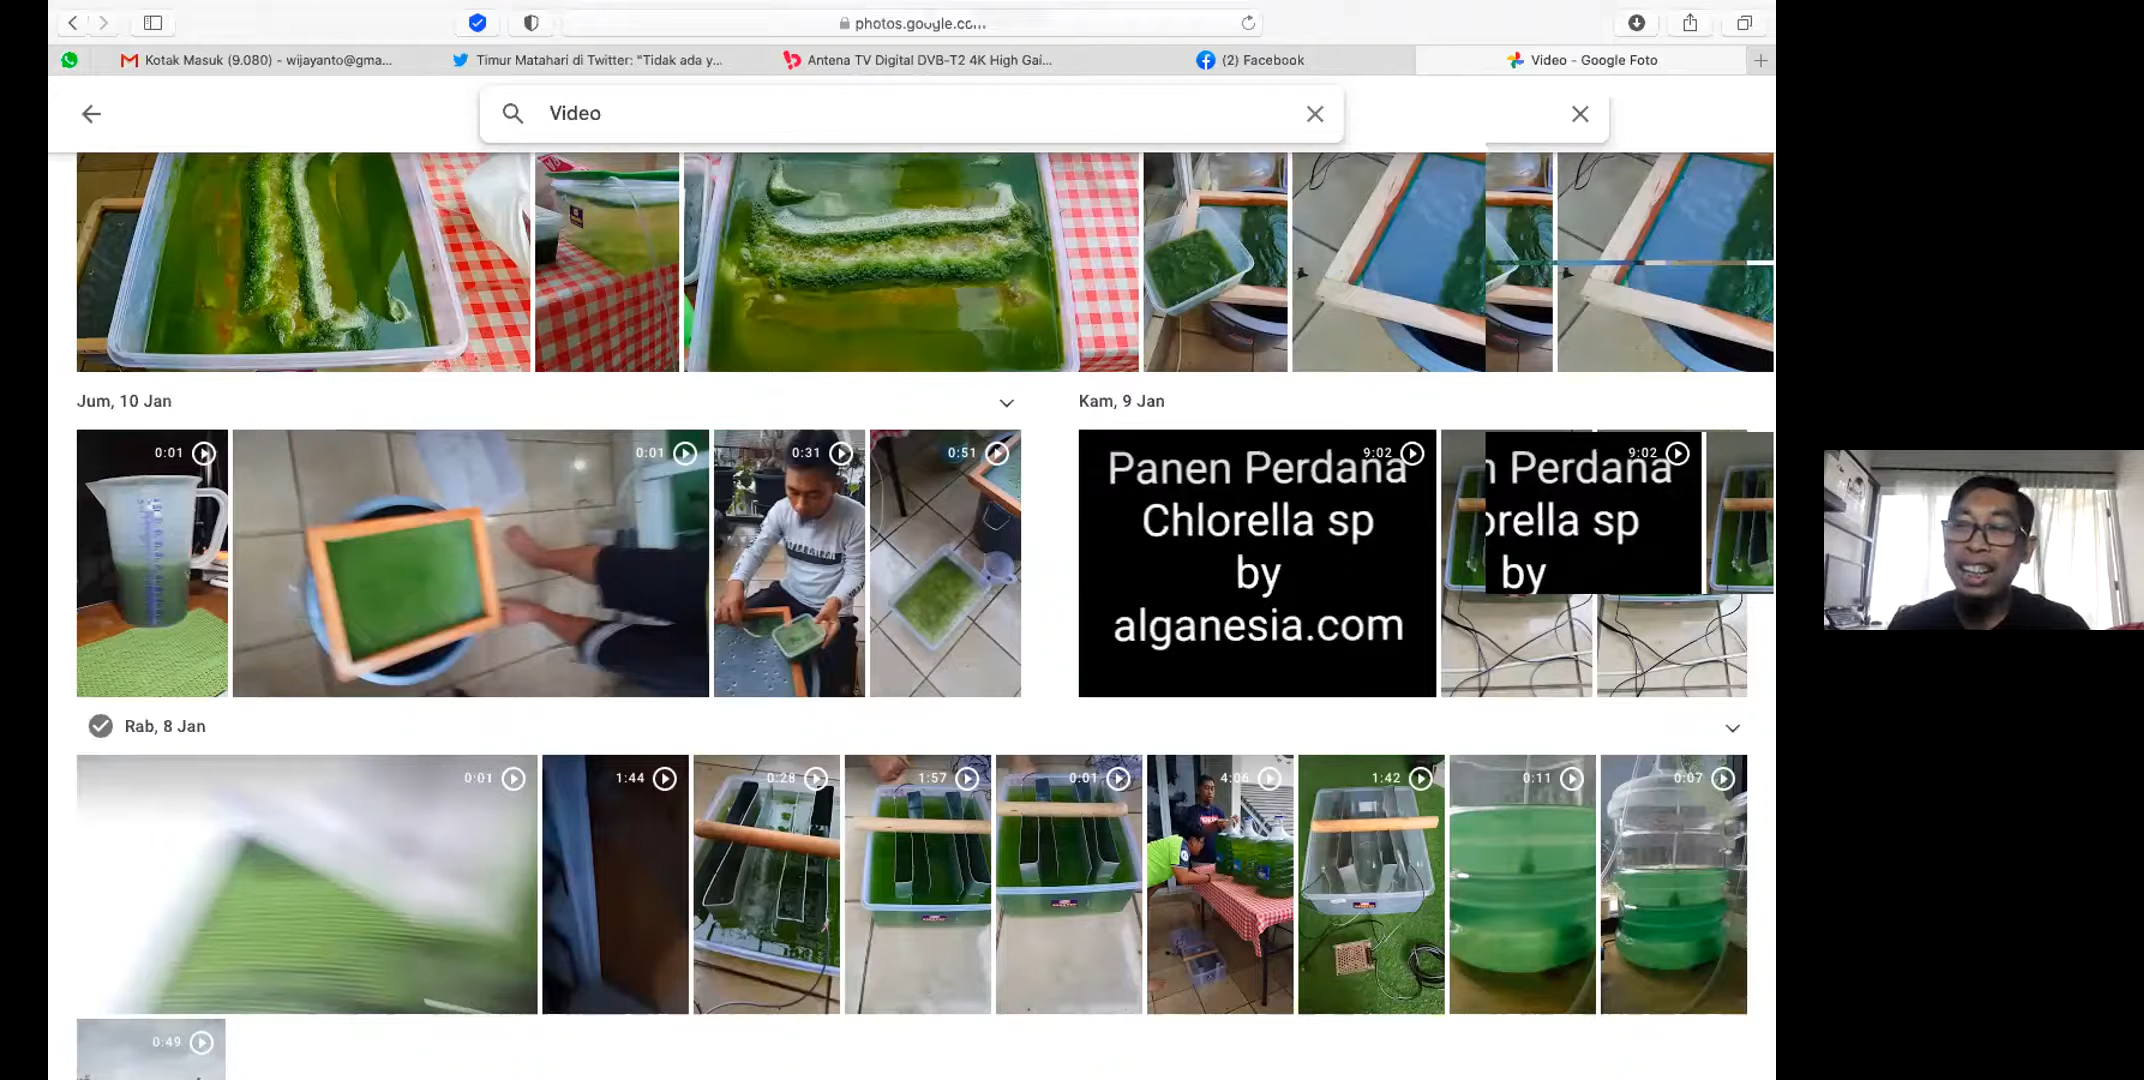 photos.google.co...
Kotak Masuk (9.080) - wijayanto@gma...
Timur Matahari di Twitter: "Tidak ada y...
Antena TV Digital DVB-T2 4K High Gai...
(2) Facebook
Video - Google Foto
Video
Jum, 10 Jan
Kam, 9 Jan
0:01
0:01
0:31
0:51
9:02
9:02
Panen Perdana
Chlorella sp
by
alganesia.com
n Perdana
orella sp
by
Rab, 8 Jan
0:01
1:44
0:28
1:57
0:01
4:06
1:42
0:11
0:07
0:49